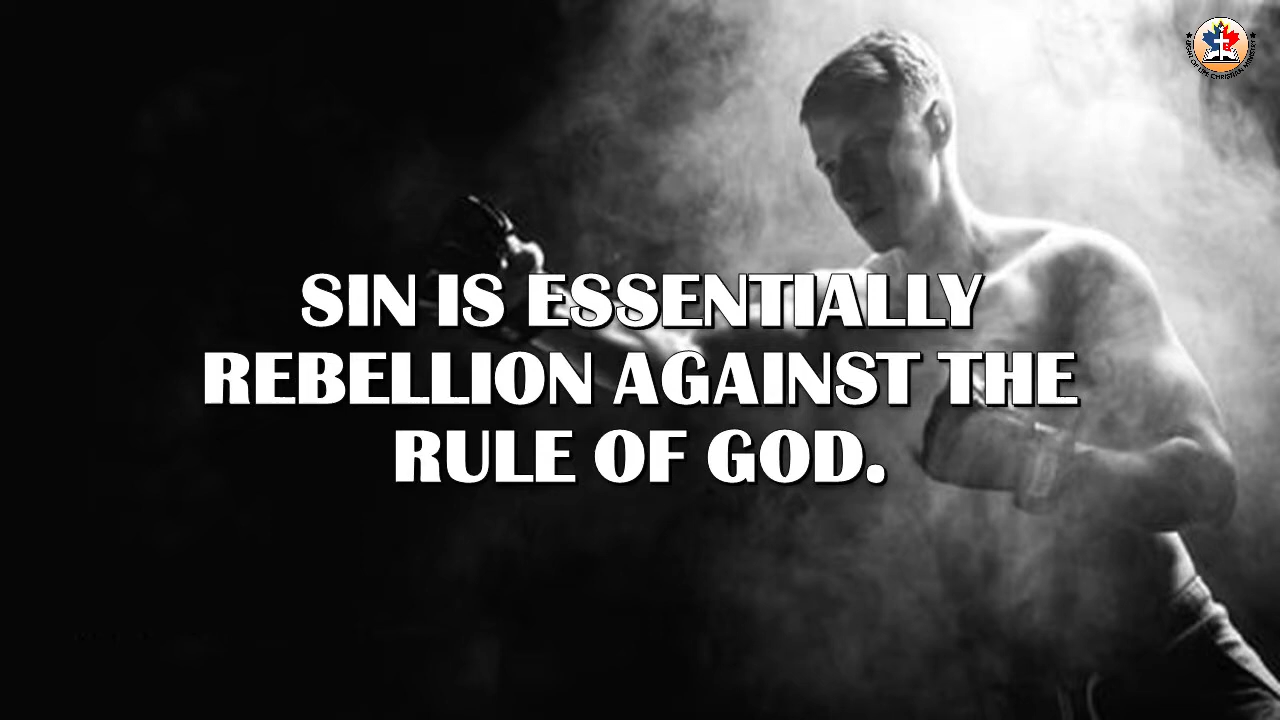 SIN IS ESSENTIALLY
REBELLION AGAINST THE
RULE OF GOD.